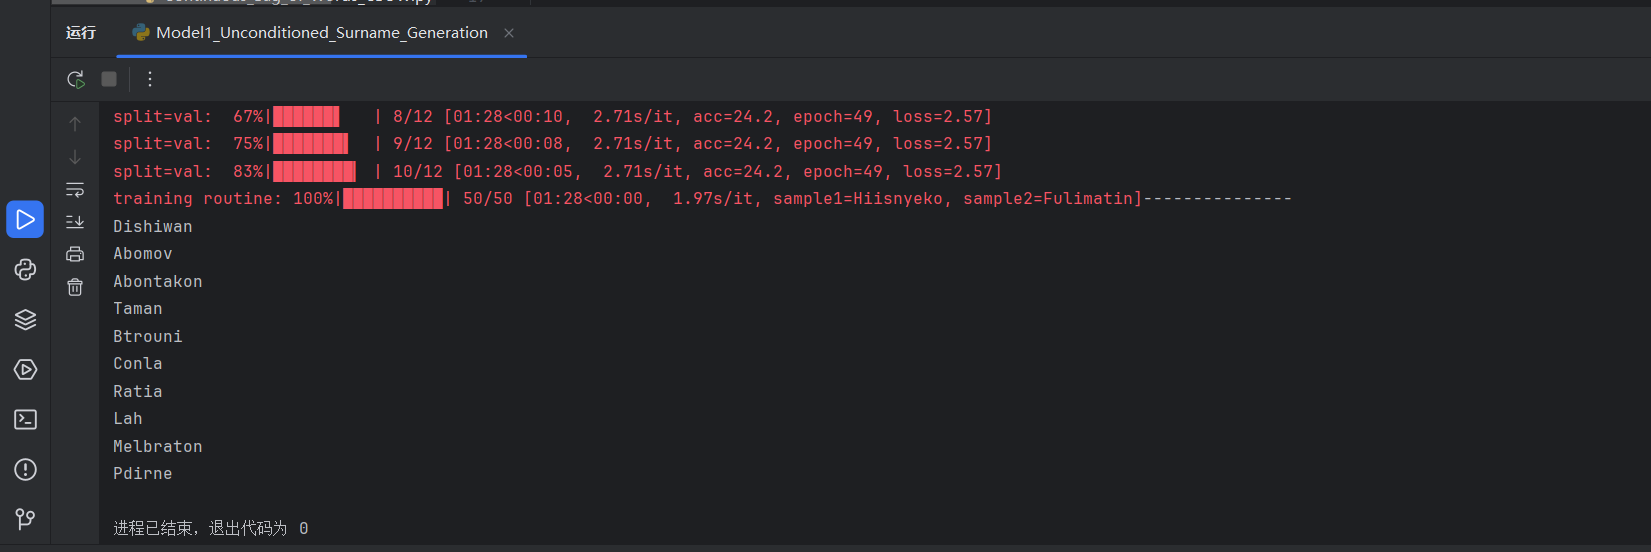 运行 Model1_Unconditioned_Surname_Generation
split=val:  67%| | 8/12 [01:28<00:10,  2.71s/it, acc=24.2, epoch=49, loss=2.57]
split=val:  75%| | 9/12 [01:28<00:08,  2.71s/it, acc=24.2, epoch=49, loss=2.57]
split=val:  83%| | 10/12 [01:28<00:05,  2.71s/it, acc=24.2, epoch=49, loss=2.57]
training routine: 100%| | 50/50 [01:28<00:00,  1.97s/it, sample1=Hiisnyeko, sample2=Fulimatin]---------------
Dishiwan
Abomov
Abontakon
Taman
Btrouni
Conla
Ratia
Lah
Melbraton
Pdirne
进程已结束，退出代码为 0